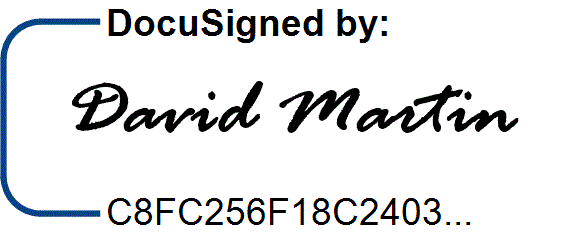 DocuSigned by:
David Martin
C8FC256F18C2403...